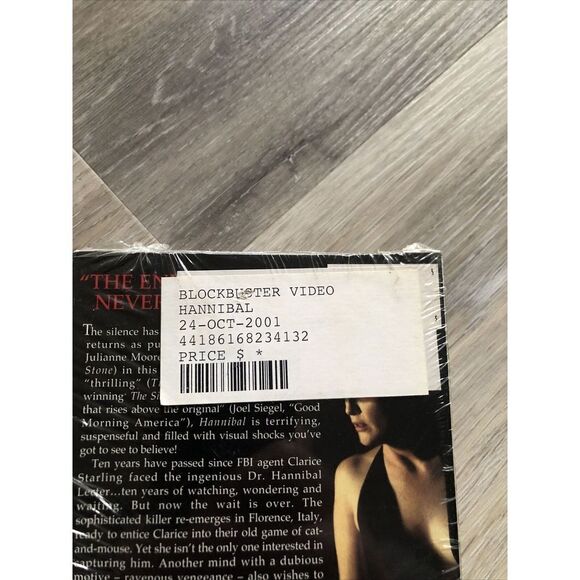 "THE EN
NEVER
BLOCKBUSTER VIDEO
HANNIBAL
24-OCT-2001
44186168234132
PRICE $ *
The silence has
returns as pu
Julianne Moore
Stone) in this
"thrilling" (T
winning' The Si
that rises above the original" (Joel Siegel, "Good
Morning America"), Hannibal is terrifying,
suspenseful and filled with visual shocks you've
got to see to believe!
Ten years have passed since FBI agent Clarice
Starling faced the ingenious Dr. Hannibal
Lecter...ten years of watching, wondering and
waiting. But now the wait is over. The
sophisticated killer re-emerges in Florence, Italy,
ready to entice Clarice into their old game of cat-
and-mouse. Yet she isn't the only one interested in
capturing him. Another mind with a dubious
motive – ravenous vengeance – also wishes to